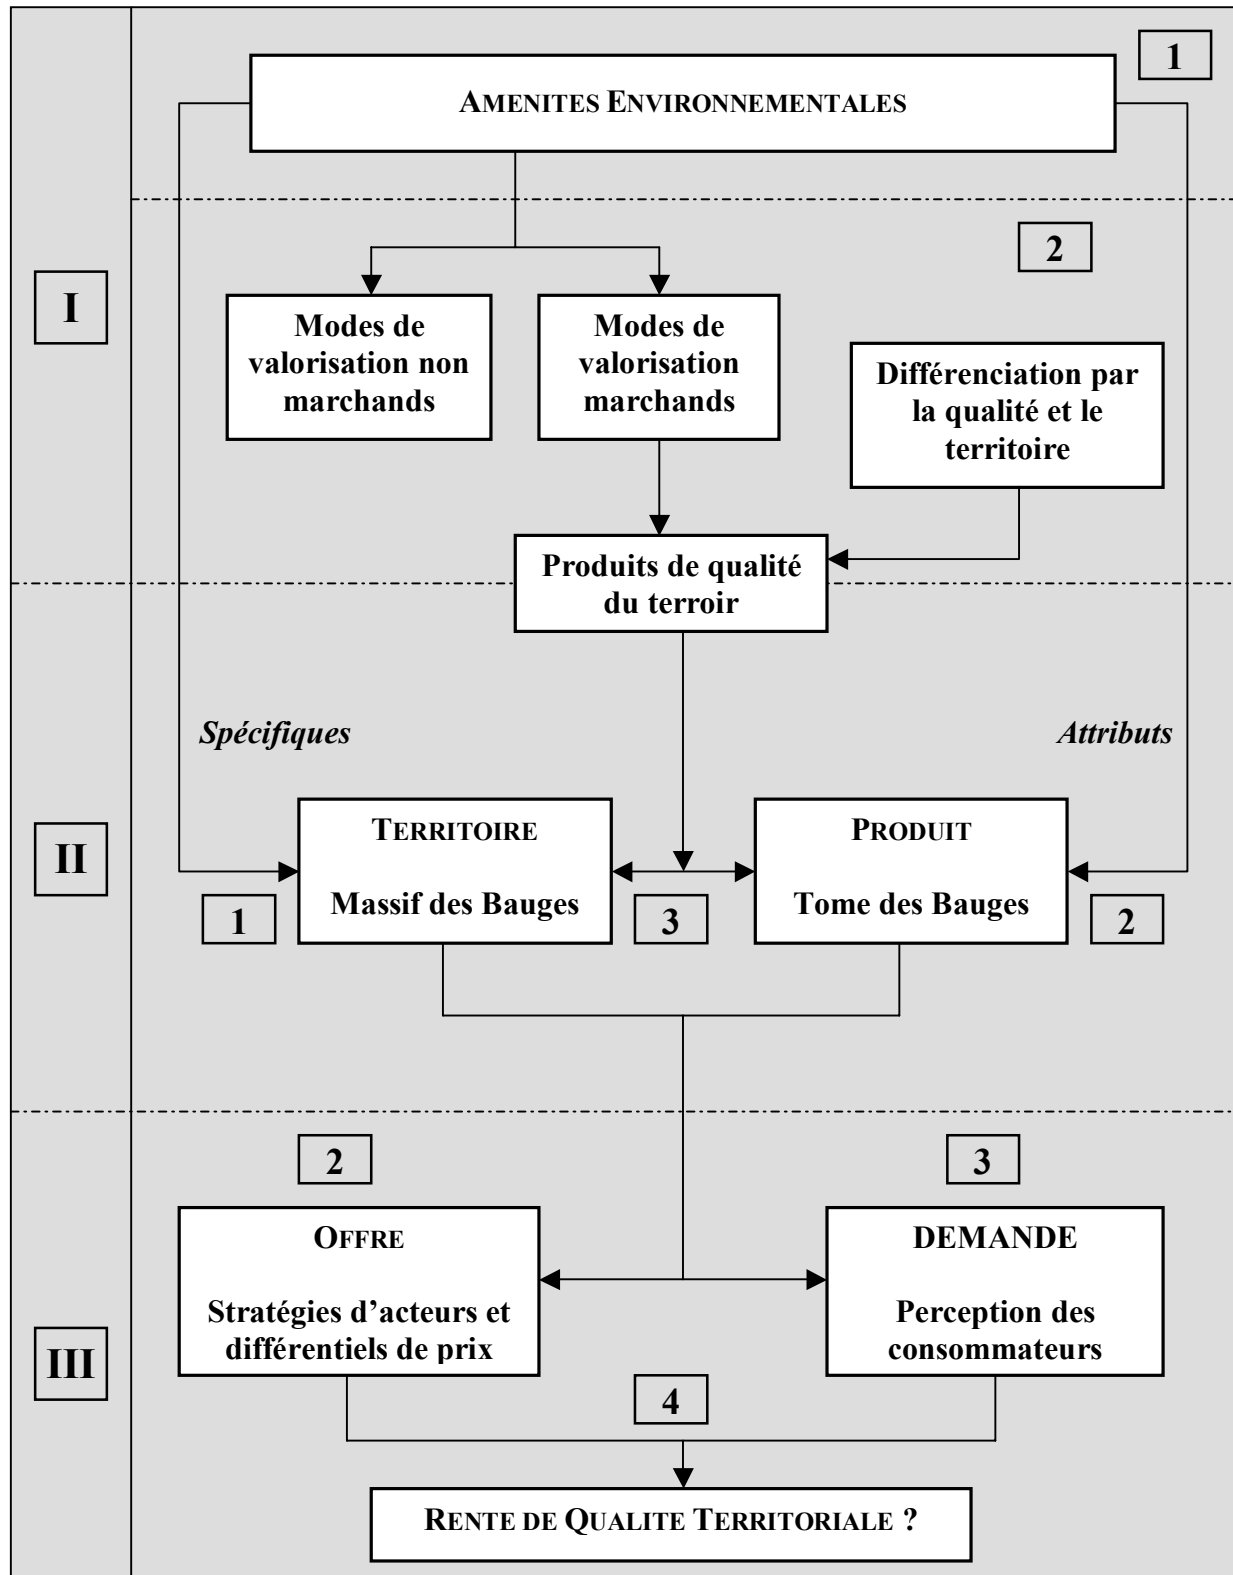 1
AMENITES ENVIRONNEMENTALES
2
I
Modes de
valorisation non
marchands
Modes de
valorisation
marchands
Différenciation par
la qualité et le
territoire
Produits de qualité
du terroir
Spécifiques
Attributs
II
TERRITOIRE
Massif des Bauges
PRODUIT
Tome des Bauges
1
3
2
2
3
III
OFFRE
Stratégies d’acteurs et
différentiels de prix
DEMANDE
Perception des
consommateurs
4
RENTE DE QUALITE TERRITORIALE ?